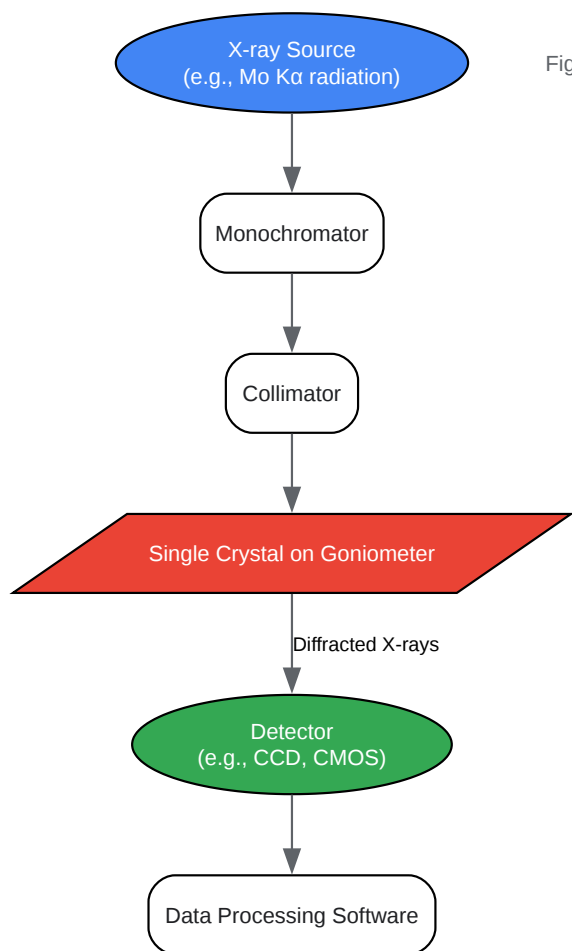 X-ray Source
(e.g., Mo Kα radiation)
Fig
Monochromator
Collimator
Single Crystal on Goniometer
Diffracted X-rays
Detector
(e.g., CCD, CMOS)
Data Processing Software